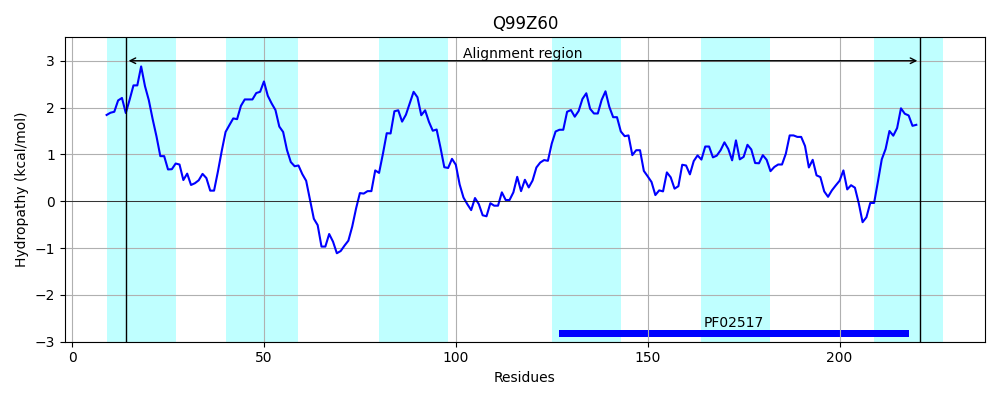 Q99Z60
Alignment region
PF02517
3
2
1
0
−1
−2
−3
Hydropathy (kcal/mol)
0
50
100
150
200
Residues